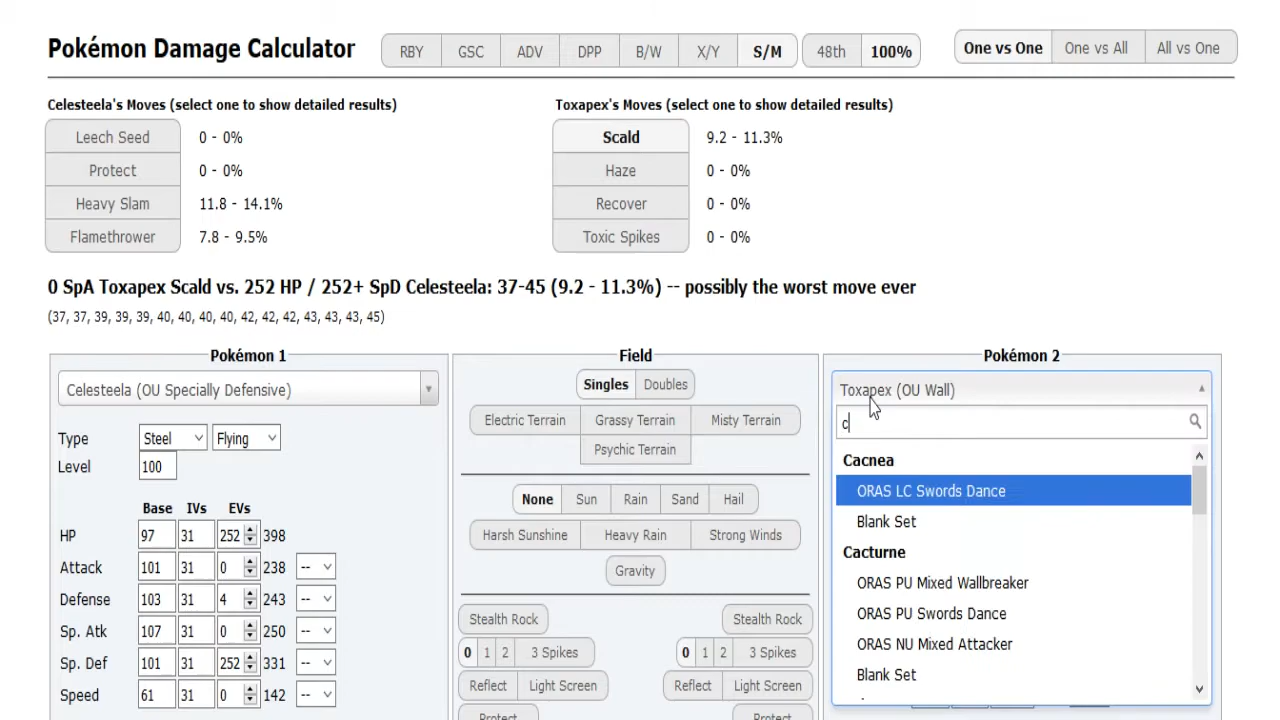 Pokémon Damage Calculator
RBY GSC ADV DPP B/W X/Y S/M 48th 100%
One vs One One vs All All vs One
Celesteela's Moves (select one to show detailed results)
Leech Seed 0 - 0%
Protect 0 - 0%
Heavy Slam 11.8 - 14.1%
Flamethrower 7.8 - 9.5%
Toxapex's Moves (select one to show detailed results)
Scald 9.2 - 11.3%
Haze 0 - 0%
Recover 0 - 0%
Toxic Spikes 0 - 0%
0 SpA Toxapex Scald vs. 252 HP / 252+ SpD Celesteela: 37-45 (9.2 - 11.3%) -- possibly the worst move ever
(37, 37, 39, 39, 39, 40, 40, 40, 40, 42, 42, 42, 43, 43, 43, 45)
Pokémon 1
Celesteela (OU Specially Defensive)
Type Steel Flying
Level 100
Base IVs EVs
HP 97 31 252 398
Attack 101 31 0 238 --
Defense 103 31 4 243 --
Sp. Atk 107 31 0 250 --
Sp. Def 101 31 252 331 --
Speed 61 31 0 142 --
Field
Singles Doubles
Electric Terrain Grassy Terrain Misty Terrain
Psychic Terrain
None Sun Rain Sand Hail
Harsh Sunshine Heavy Rain Strong Winds
Gravity
Stealth Rock Stealth Rock
0 1 2 3 Spikes 0 1 2 3 Spikes
Reflect Light Screen Reflect Light Screen
Protect Protect
Pokémon 2
Toxapex (OU Wall)
c
Cacnea
ORAS LC Swords Dance
Blank Set
Cacturne
ORAS PU Mixed Wallbreaker
ORAS PU Swords Dance
ORAS NU Mixed Attacker
Blank Set